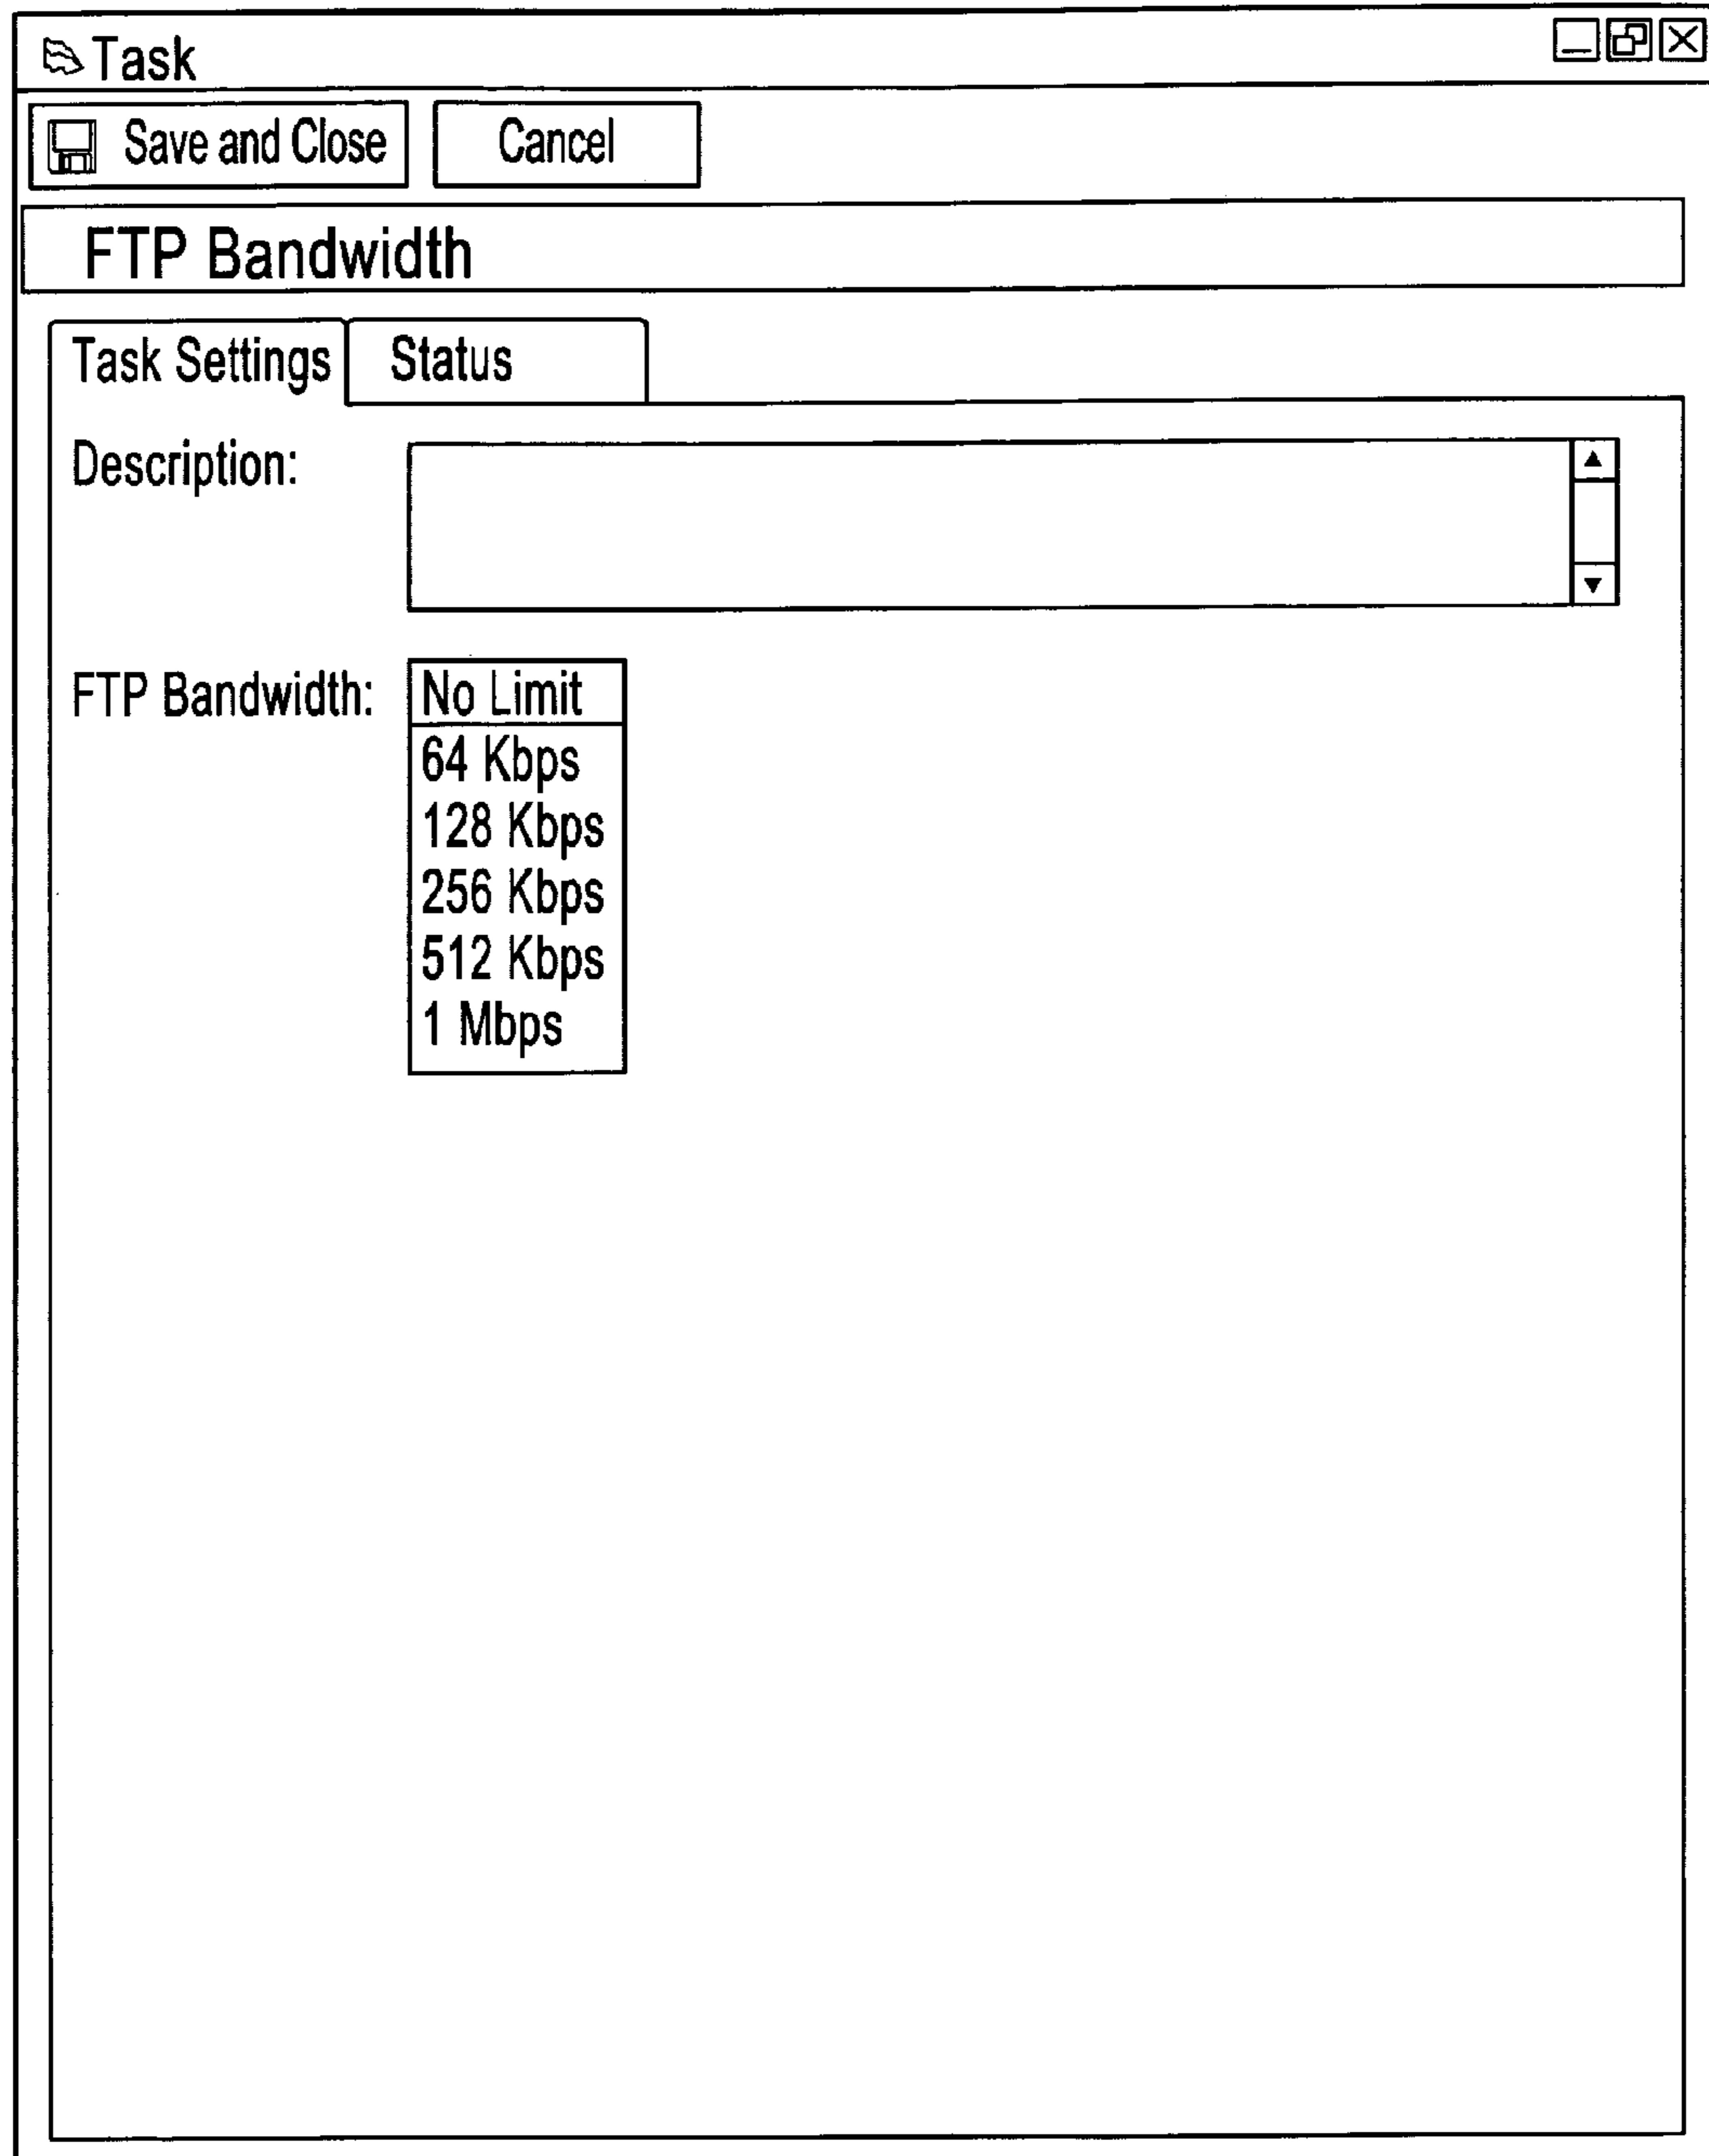 Task
Save and Close Cancel
FTP Bandwidth
Task Settings Status
Description:
FTP Bandwidth: No Limit
64 Kbps
128 Kbps
256 Kbps
512 Kbps
1 Mbps